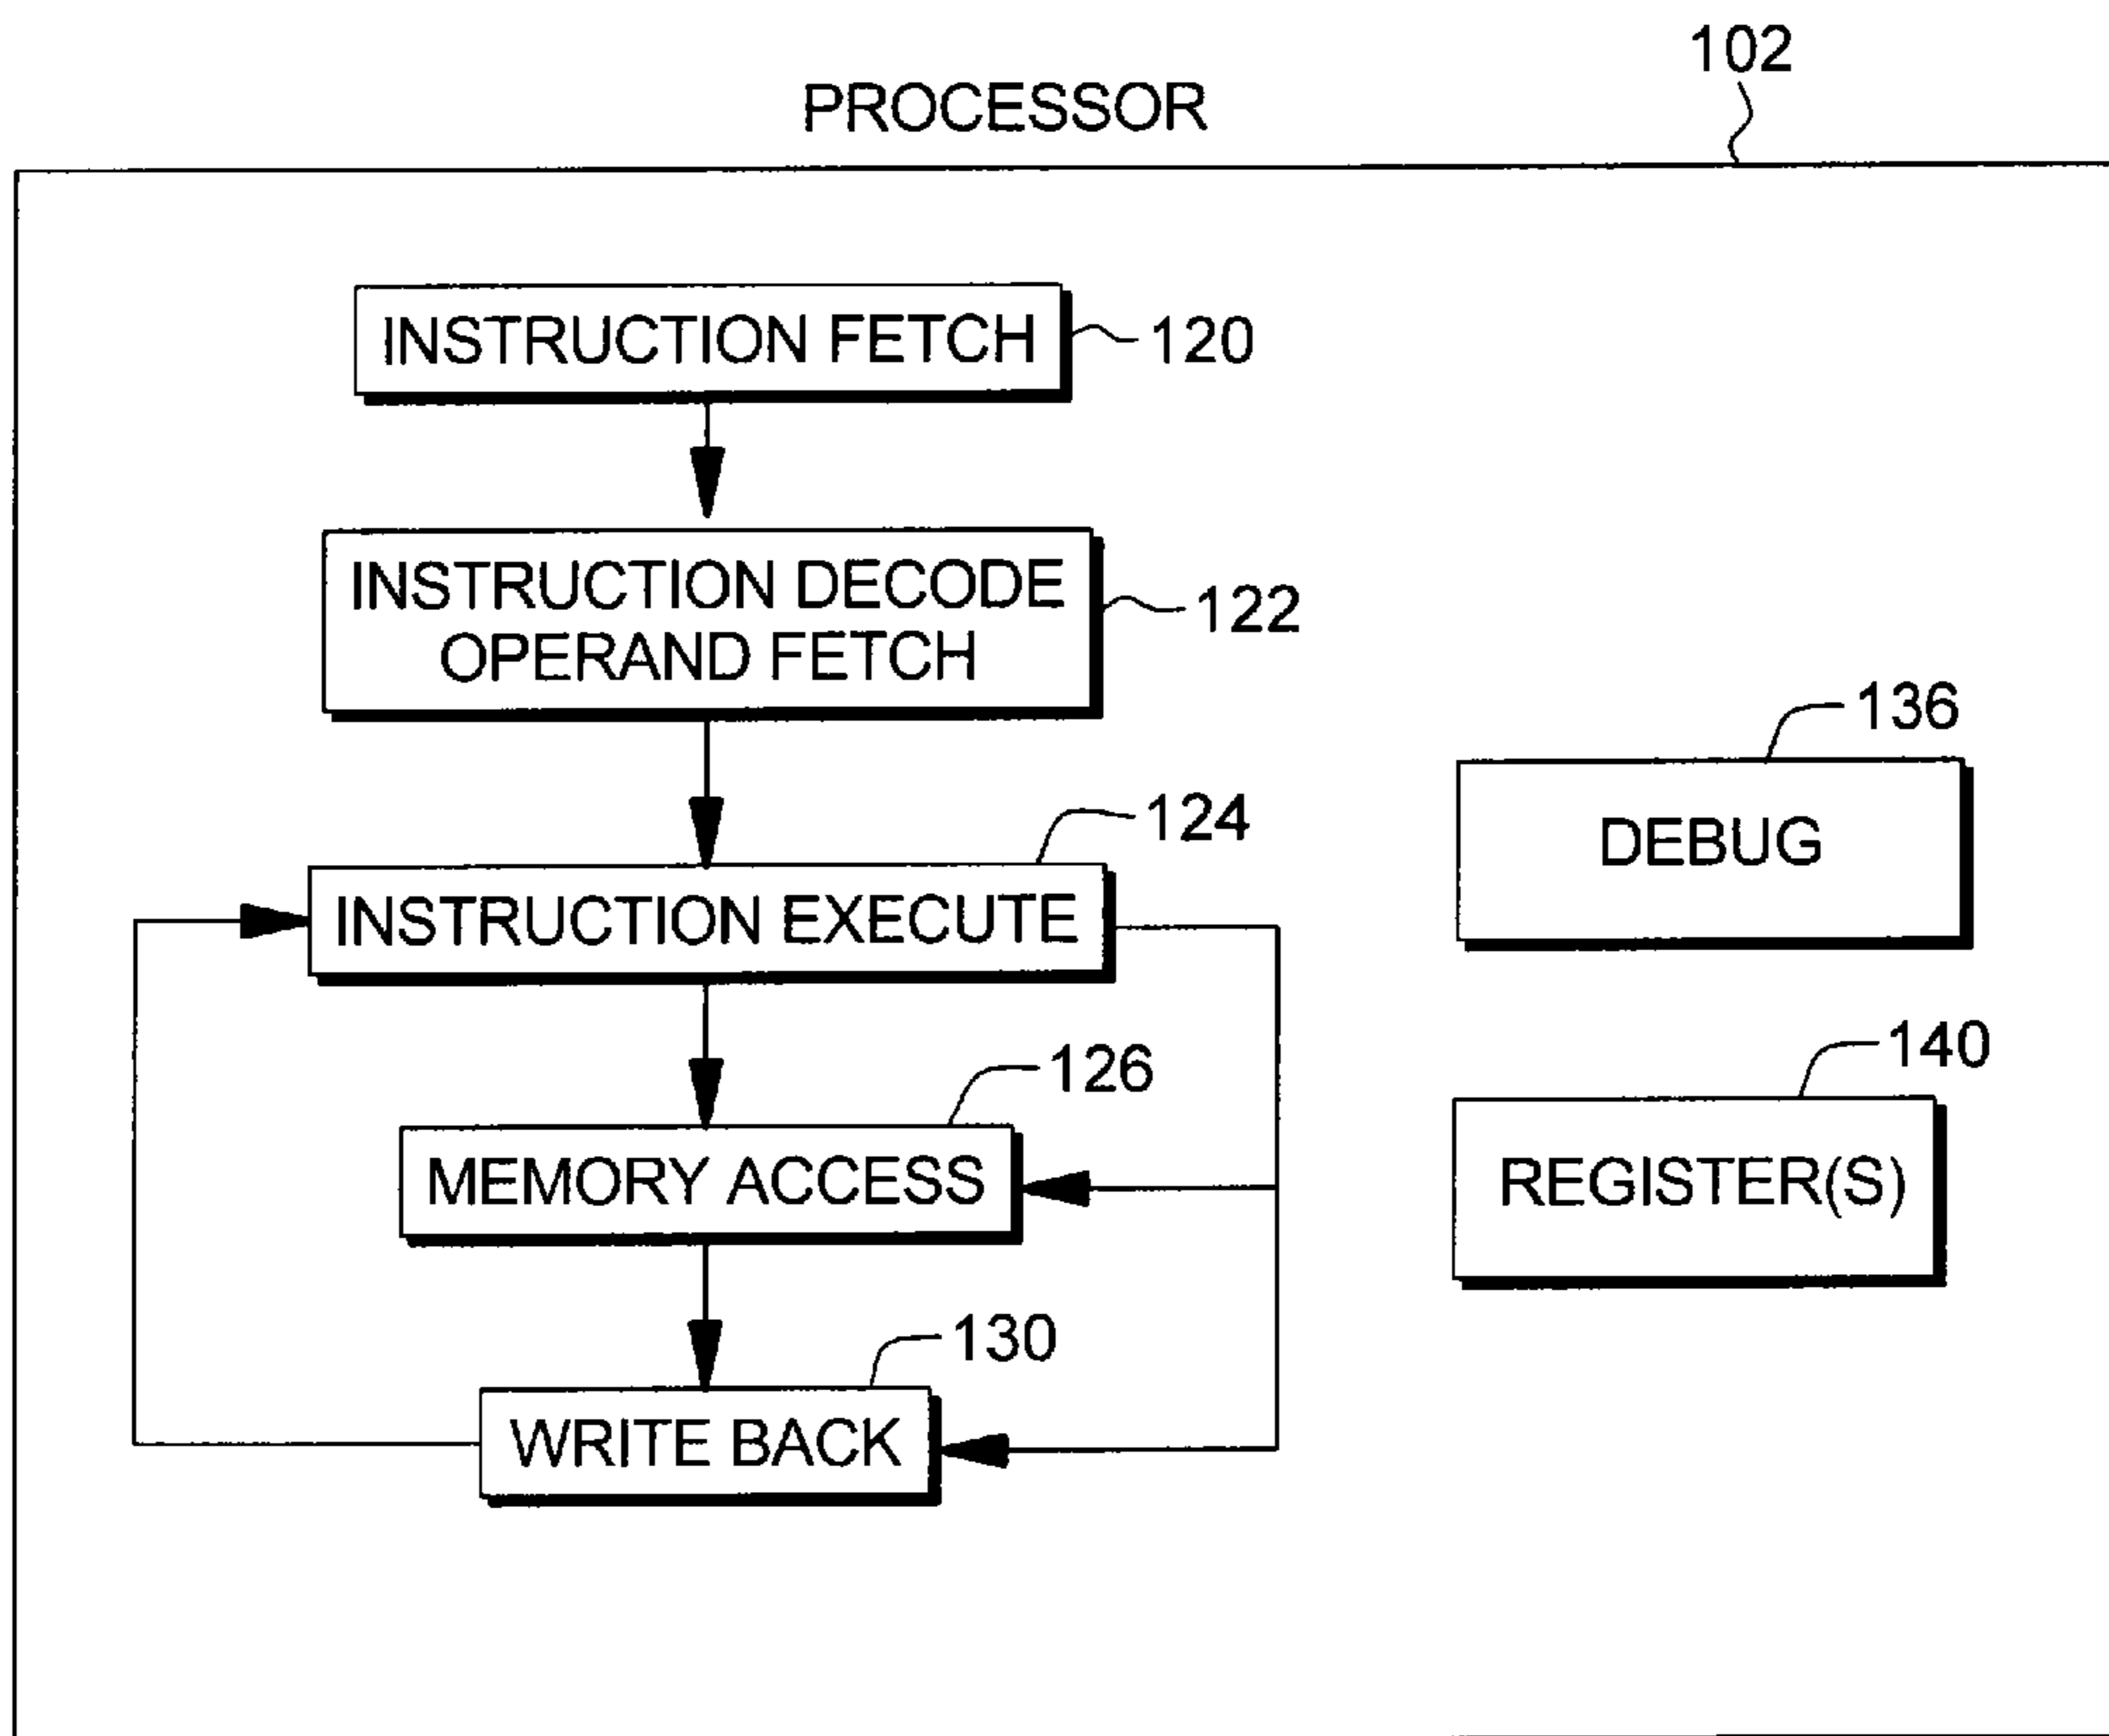 102
PROCESSOR
INSTRUCTION FETCH
120
INSTRUCTION DECODE
OPERAND FETCH
122
136
DEBUG
124
INSTRUCTION EXECUTE
140
REGISTER(S)
126
MEMORY ACCESS
130
WRITE BACK